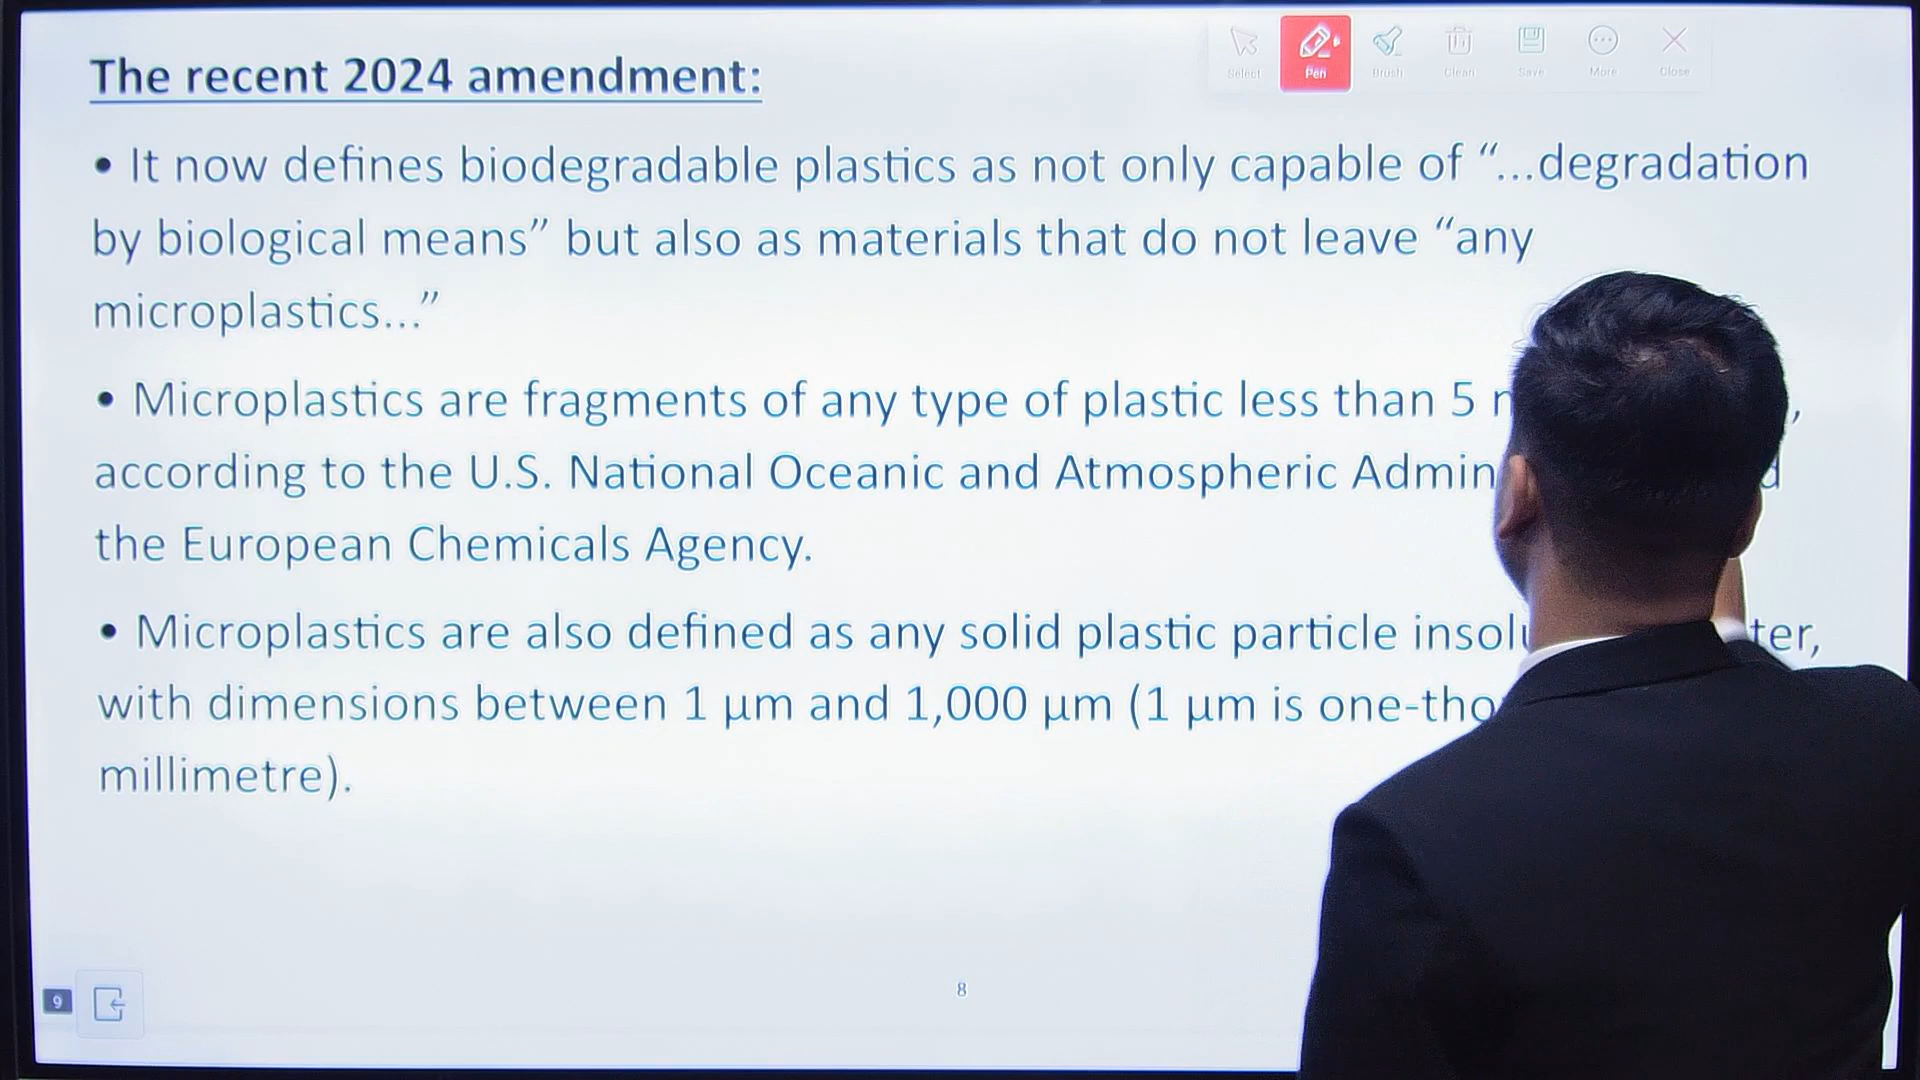 Select Pen Brush Clean Save More Close
The recent 2024 amendment:
• It now defines biodegradable plastics as not only capable of “...degradation
by biological means” but also as materials that do not leave “any
microplastics...”
• Microplastics are fragments of any type of plastic less than 5
according to the U.S. National Oceanic and Atmospheric
the European Chemicals Agency.
• Microplastics are also defined as any solid plastic particle
with dimensions between 1 µm and 1,000 µm (1 µm is
millimetre).
8
9